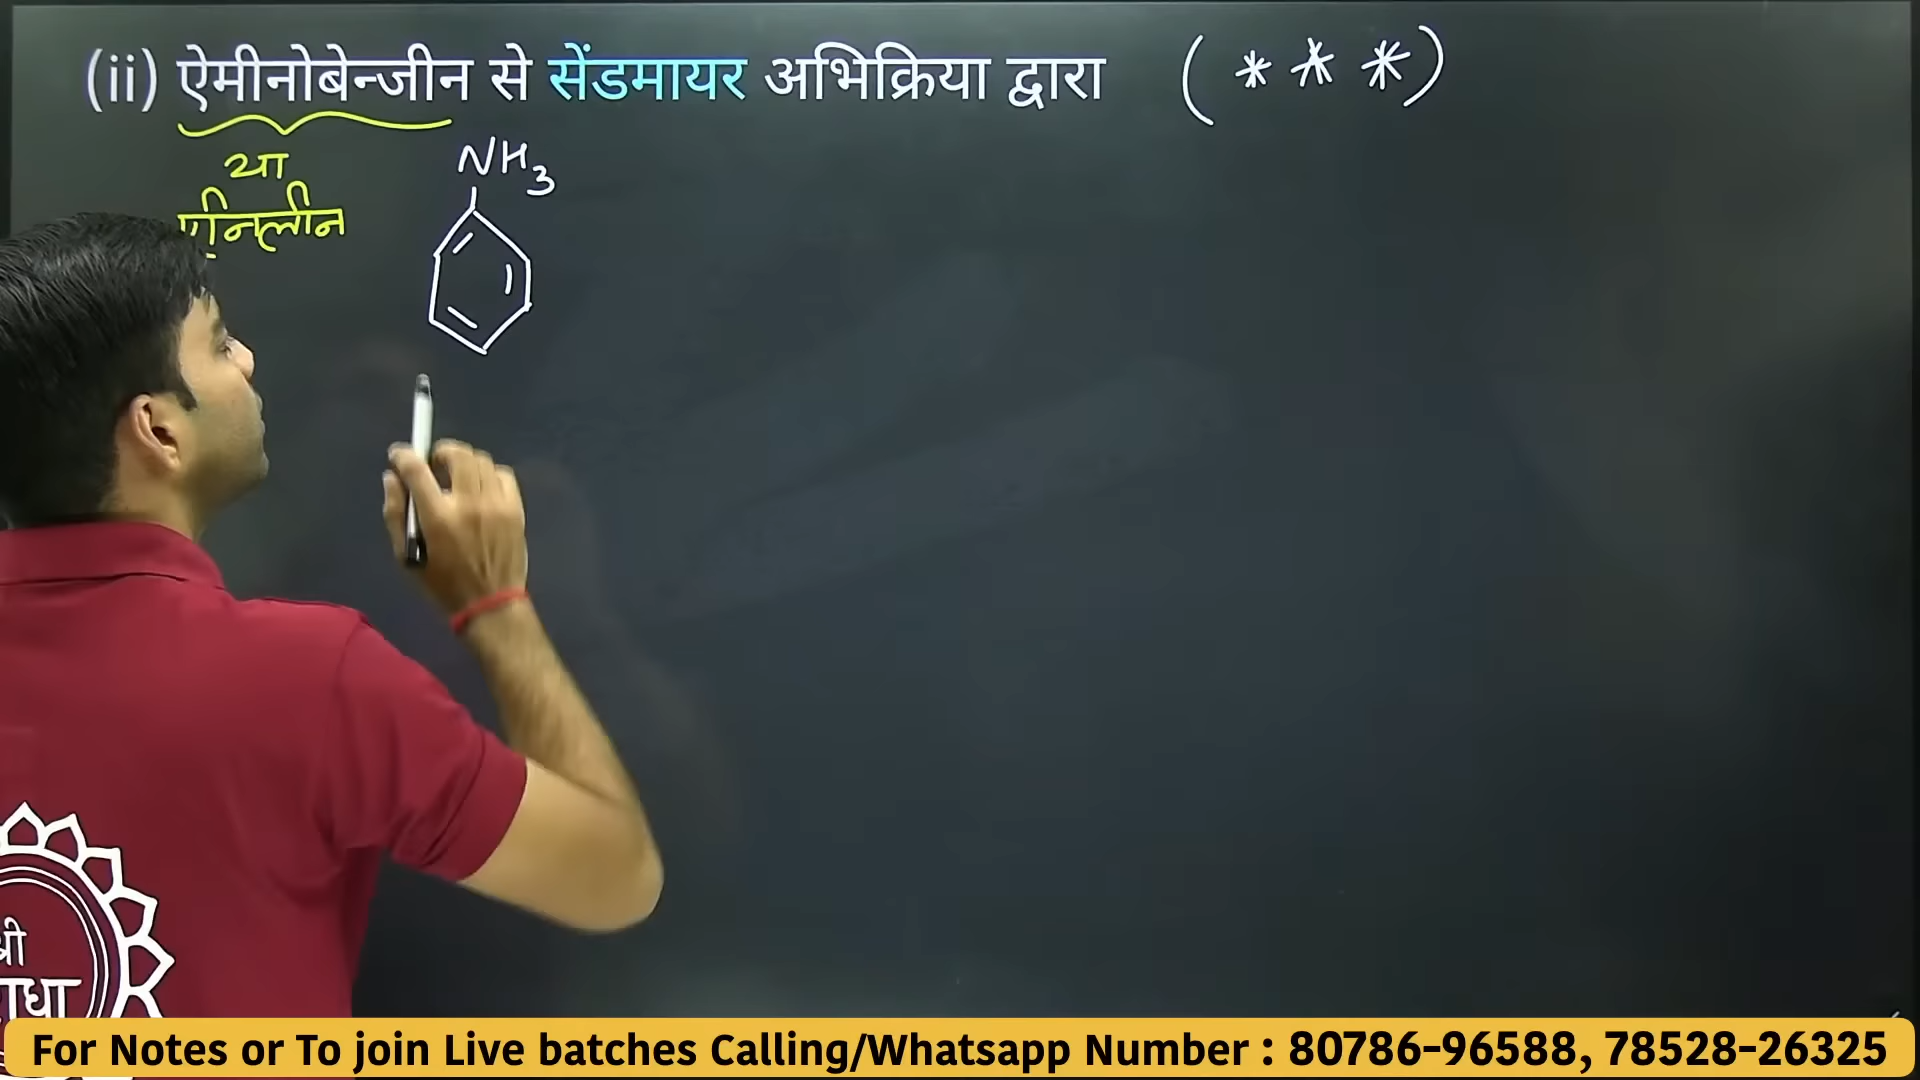 (ii) ऐमीनोबेन्जीन से सेंडमायर अभिक्रिया द्वारा ( * * * )
या
NH3
एनिलीन
श्री
राधा
For Notes or To join Live batches Calling/Whatsapp Number : 80786-96588, 78528-26325